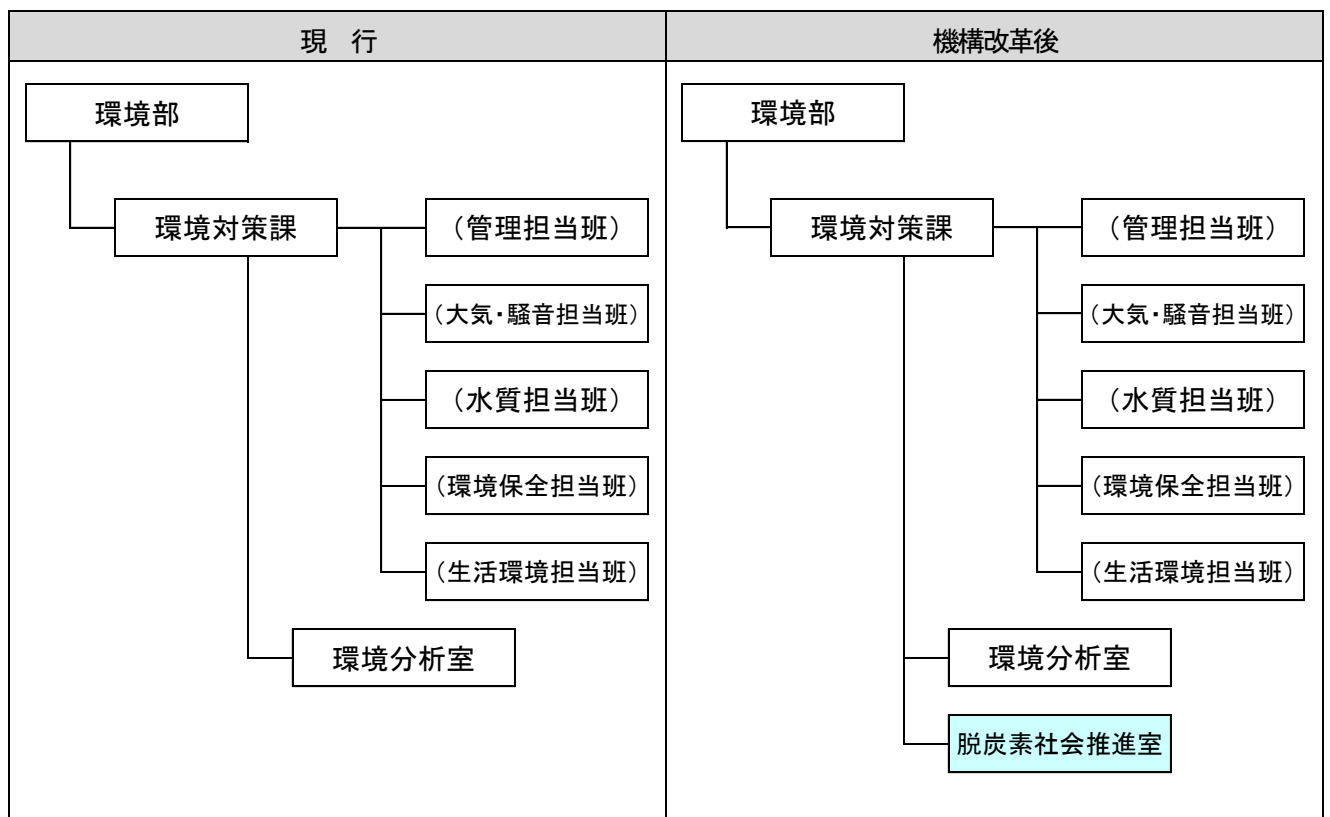 現　行
環境部
環境対策課
（管理担当班）
（大気・騒音担当班）
（水質担当班）
（環境保全担当班）
（生活環境担当班）
環境分析室
機構改革後
環境部
環境対策課
（管理担当班）
（大気・騒音担当班）
（水質担当班）
（環境保全担当班）
（生活環境担当班）
環境分析室
脱炭素社会推進室